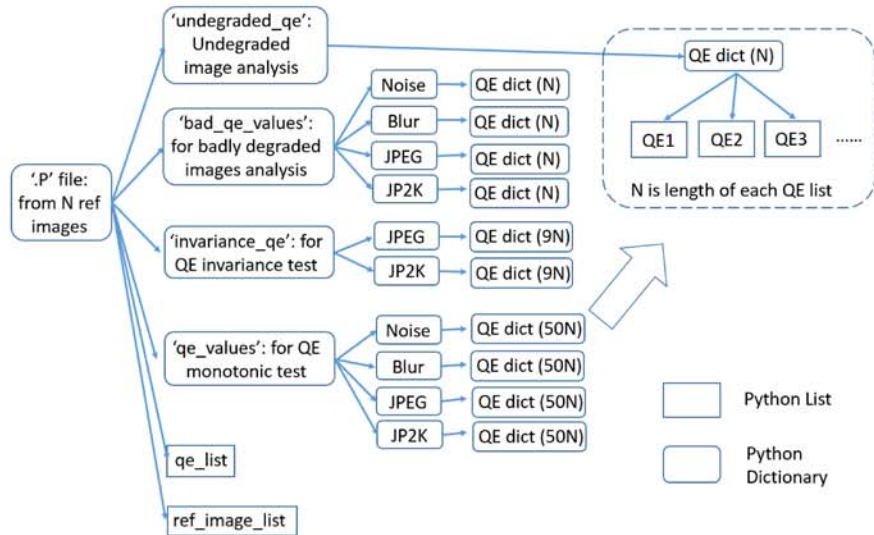 'undegraded_qe':
Undegraded
image analysis
QE dict (N)
QE1
QE2
QE3
......
N is length of each QE list
'bad_qe_values':
for badly degraded
images analysis
Noise
QE dict (N)
Blur
QE dict (N)
JPEG
QE dict (N)
JP2K
QE dict (N)
'.P' file:
from N ref
images
'invariance_qe': for
QE invariance test
JPEG
QE dict (9N)
JP2K
QE dict (9N)
'qe_values': for QE
monotonic test
Noise
QE dict (50N)
Blur
QE dict (50N)
JPEG
QE dict (50N)
JP2K
QE dict (50N)
qe_list
ref_image_list
Python List
Python
Dictionary